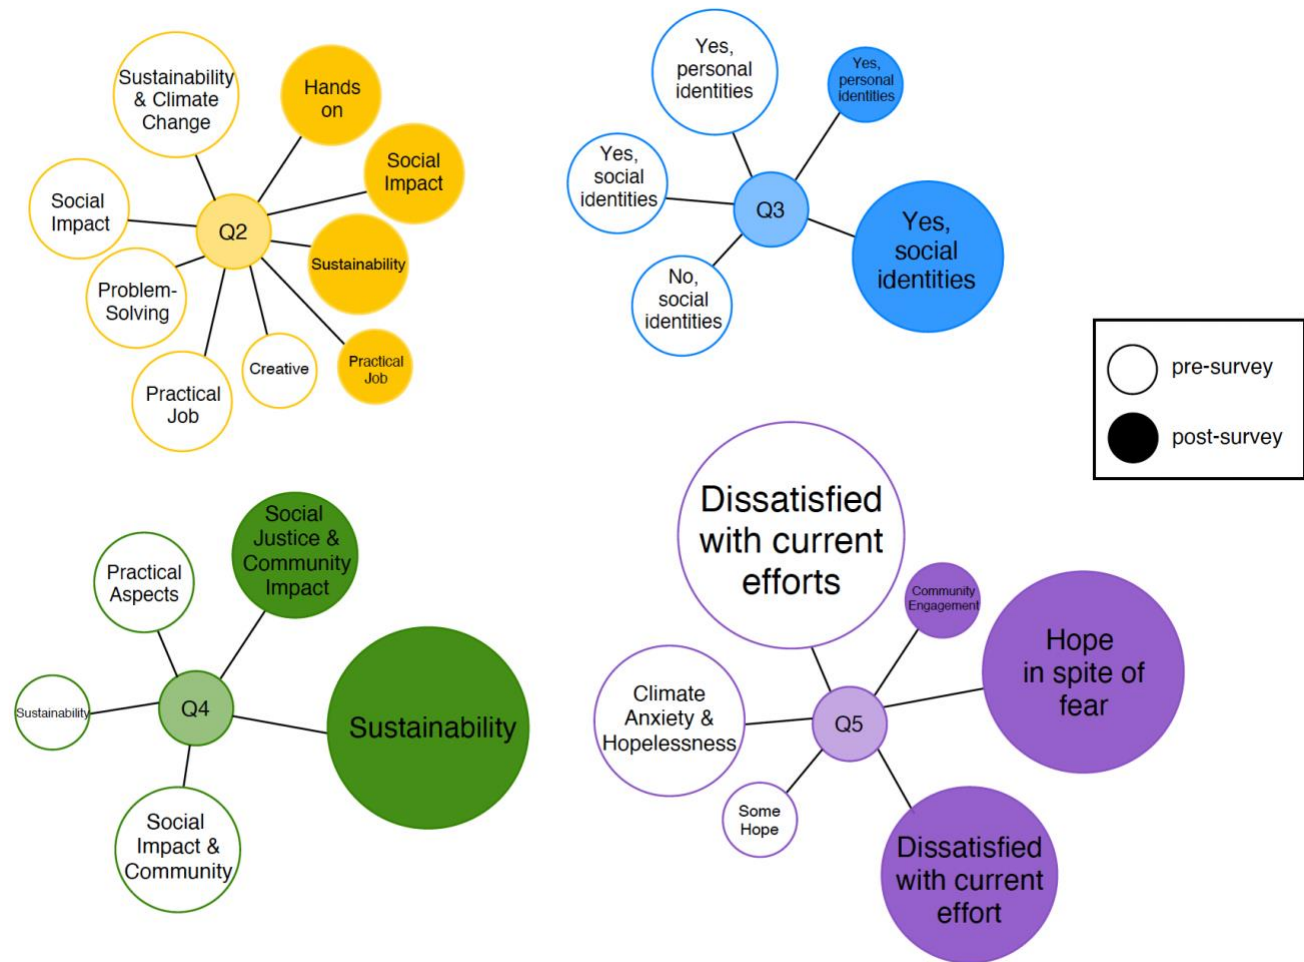 Sustainability
& Climate
Change
Hands
on
Social
Impact
Social
Impact
Q2
Sustainability
Problem-
Solving
Creative
Practical
Job
Practical
Job
Yes,
personal
identities
Yes,
personal
identities
Yes,
social
identities
Q3
Yes,
social
identities
No,
social
identities
pre-survey
post-survey
Social
Justice &
Community
Impact
Practical
Aspects
Sustainability
Q4
Sustainability
Social
Impact &
Community
Dissatisfied
with current
efforts
Community
Engagement
Hope
in spite of
fear
Climate
Anxiety &
Hopelessness
Q5
Some
Hope
Dissatisfied
with current
effort